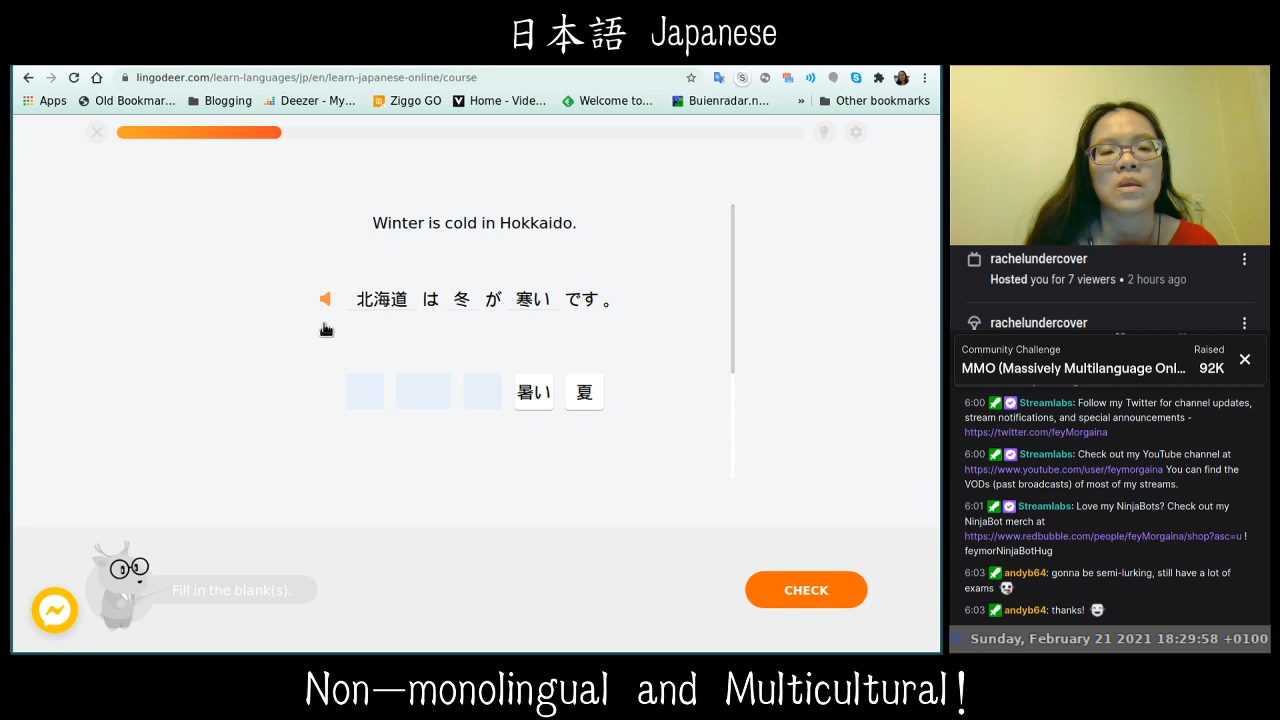 日本語 Japanese
lingodeer.com/learn-languages/jp/en/learn-japanese-online/course
Apps
Old Bookmar...
Blogging
Deezer - My...
Ziggo GO
Home - Vide...
Welcome to...
Buienradar.n...
»
Other bookmarks
Winter is cold in Hokkaido.
北海道 は 冬 が 寒い です 。
暑い
夏
Fill in the blank(s).
CHECK
rachelundercover
Hosted you for 7 viewers • 2 hours ago
rachelundercover
Community Challenge
Raised
MMO (Massively Multilanguage Onl...
92K
6:00 Streamlabs: Follow my Twitter for channel updates,
stream notifications, and special announcements -
https://twitter.com/feyMorgaina
6:00 Streamlabs: Check out my YouTube channel at
https://www.youtube.com/user/feymorgaina You can find the
VODs (past broadcasts) of most of my streams.
6:01 Streamlabs: Love my NinjaBots? Check out my
NinjaBot merch at
https://www.redbubble.com/people/feyMorgaina/shop?asc=u !
feymorNinjaBotHug
6:03 andyb64: gonna be semi-lurking, still have a lot of
exams
6:03 andyb64: thanks!
Sunday, February 21 2021 18:29:58 +0100
Non-monolingual and Multicultural!